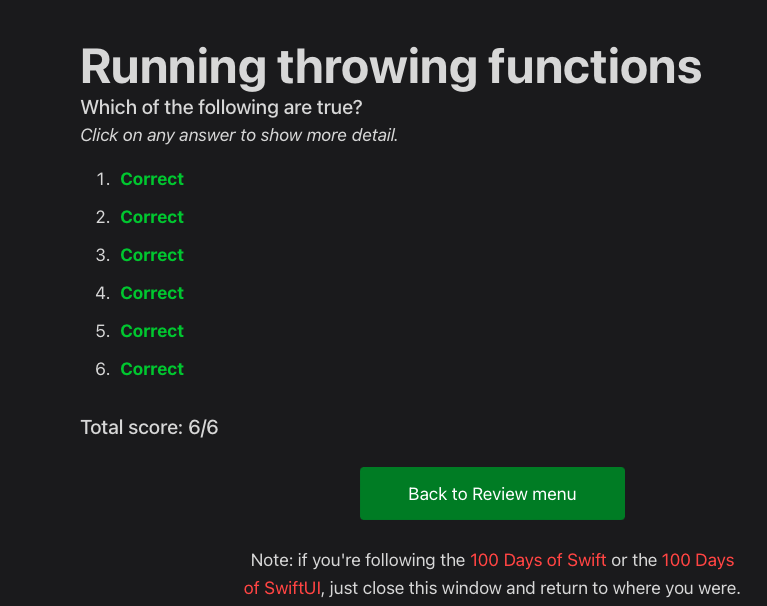 Running throwing functions
Which of the following are true?
Click on any answer to show more detail.
1. Correct
2. Correct
3. Correct
4. Correct
5. Correct
6. Correct
Total score: 6/6
Back to Review menu
Note: if you're following the 100 Days of Swift or the 100 Days
of SwiftUI, just close this window and return to where you were.